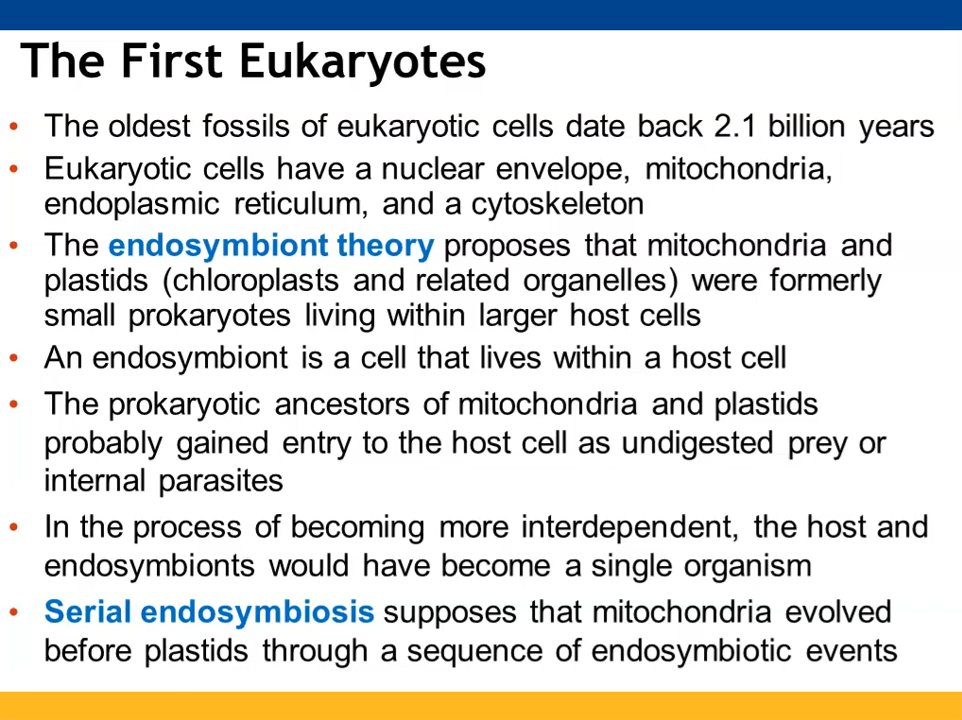 The First Eukaryotes
• The oldest fossils of eukaryotic cells date back 2.1 billion years
• Eukaryotic cells have a nuclear envelope, mitochondria,
endoplasmic reticulum, and a cytoskeleton
• The endosymbiont theory proposes that mitochondria and
plastids (chloroplasts and related organelles) were formerly
small prokaryotes living within larger host cells
• An endosymbiont is a cell that lives within a host cell
• The prokaryotic ancestors of mitochondria and plastids
probably gained entry to the host cell as undigested prey or
internal parasites
• In the process of becoming more interdependent, the host and
endosymbionts would have become a single organism
• Serial endosymbiosis supposes that mitochondria evolved
before plastids through a sequence of endosymbiotic events